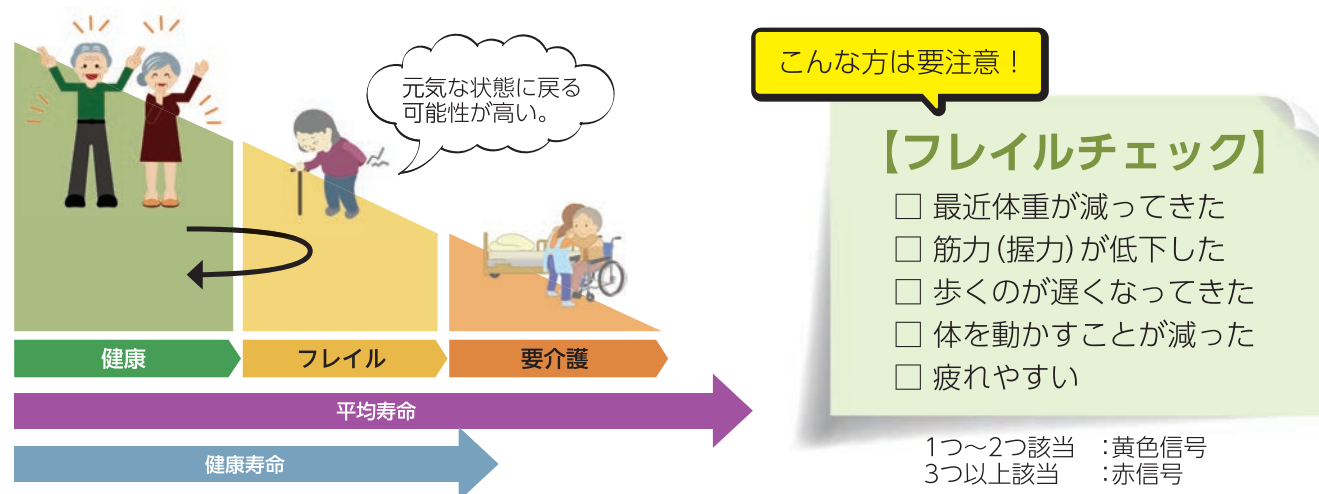 元気な状態に戻る
可能性が高い。
健康
フレイル
要介護
平均寿命
健康寿命
こんな方は要注意！
【フレイルチェック】
□ 最近体重が減ってきた
□ 筋力（握力）が低下した
□ 歩くのが遅くなってきた
□ 体を動かすことが減った
□ 疲れやすい
1つ～2つ該当　：黄色信号
3つ以上該当　：赤信号